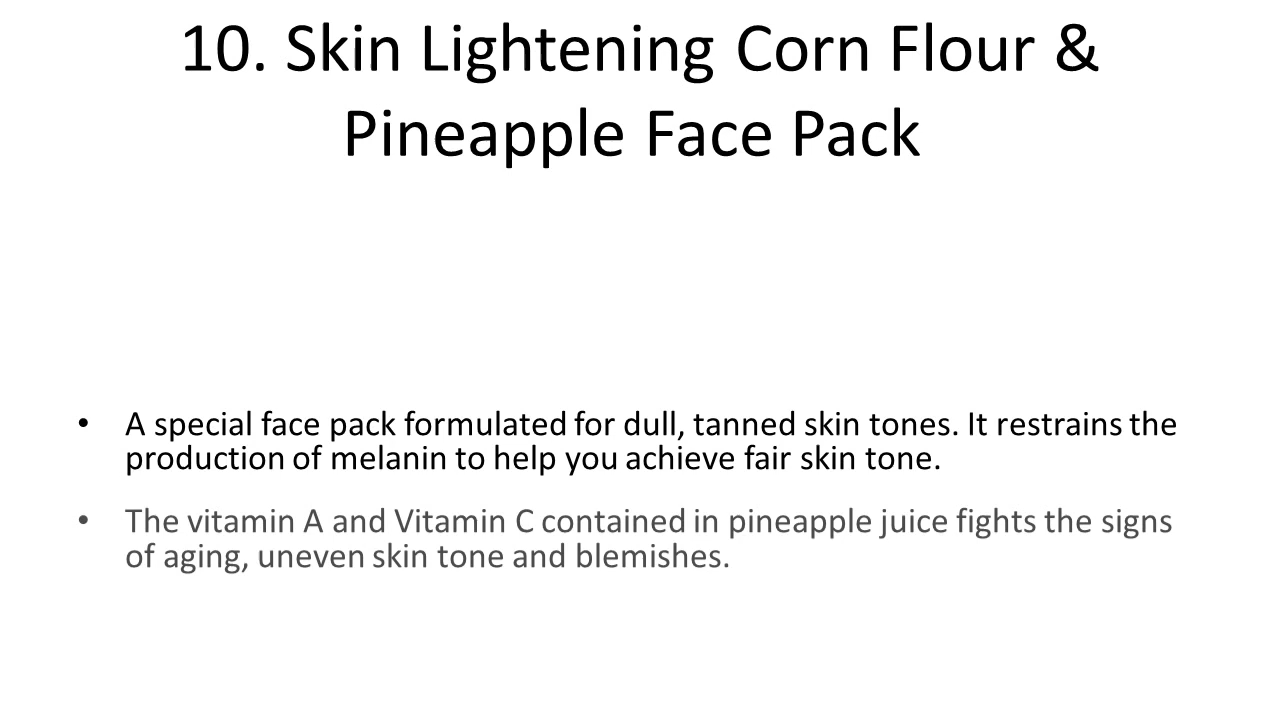 10. Skin Lightening Corn Flour &
Pineapple Face Pack
• A special face pack formulated for dull, tanned skin tones. It restrains the
production of melanin to help you achieve fair skin tone.
• The vitamin A and Vitamin C contained in pineapple juice fights the signs
of aging, uneven skin tone and blemishes.